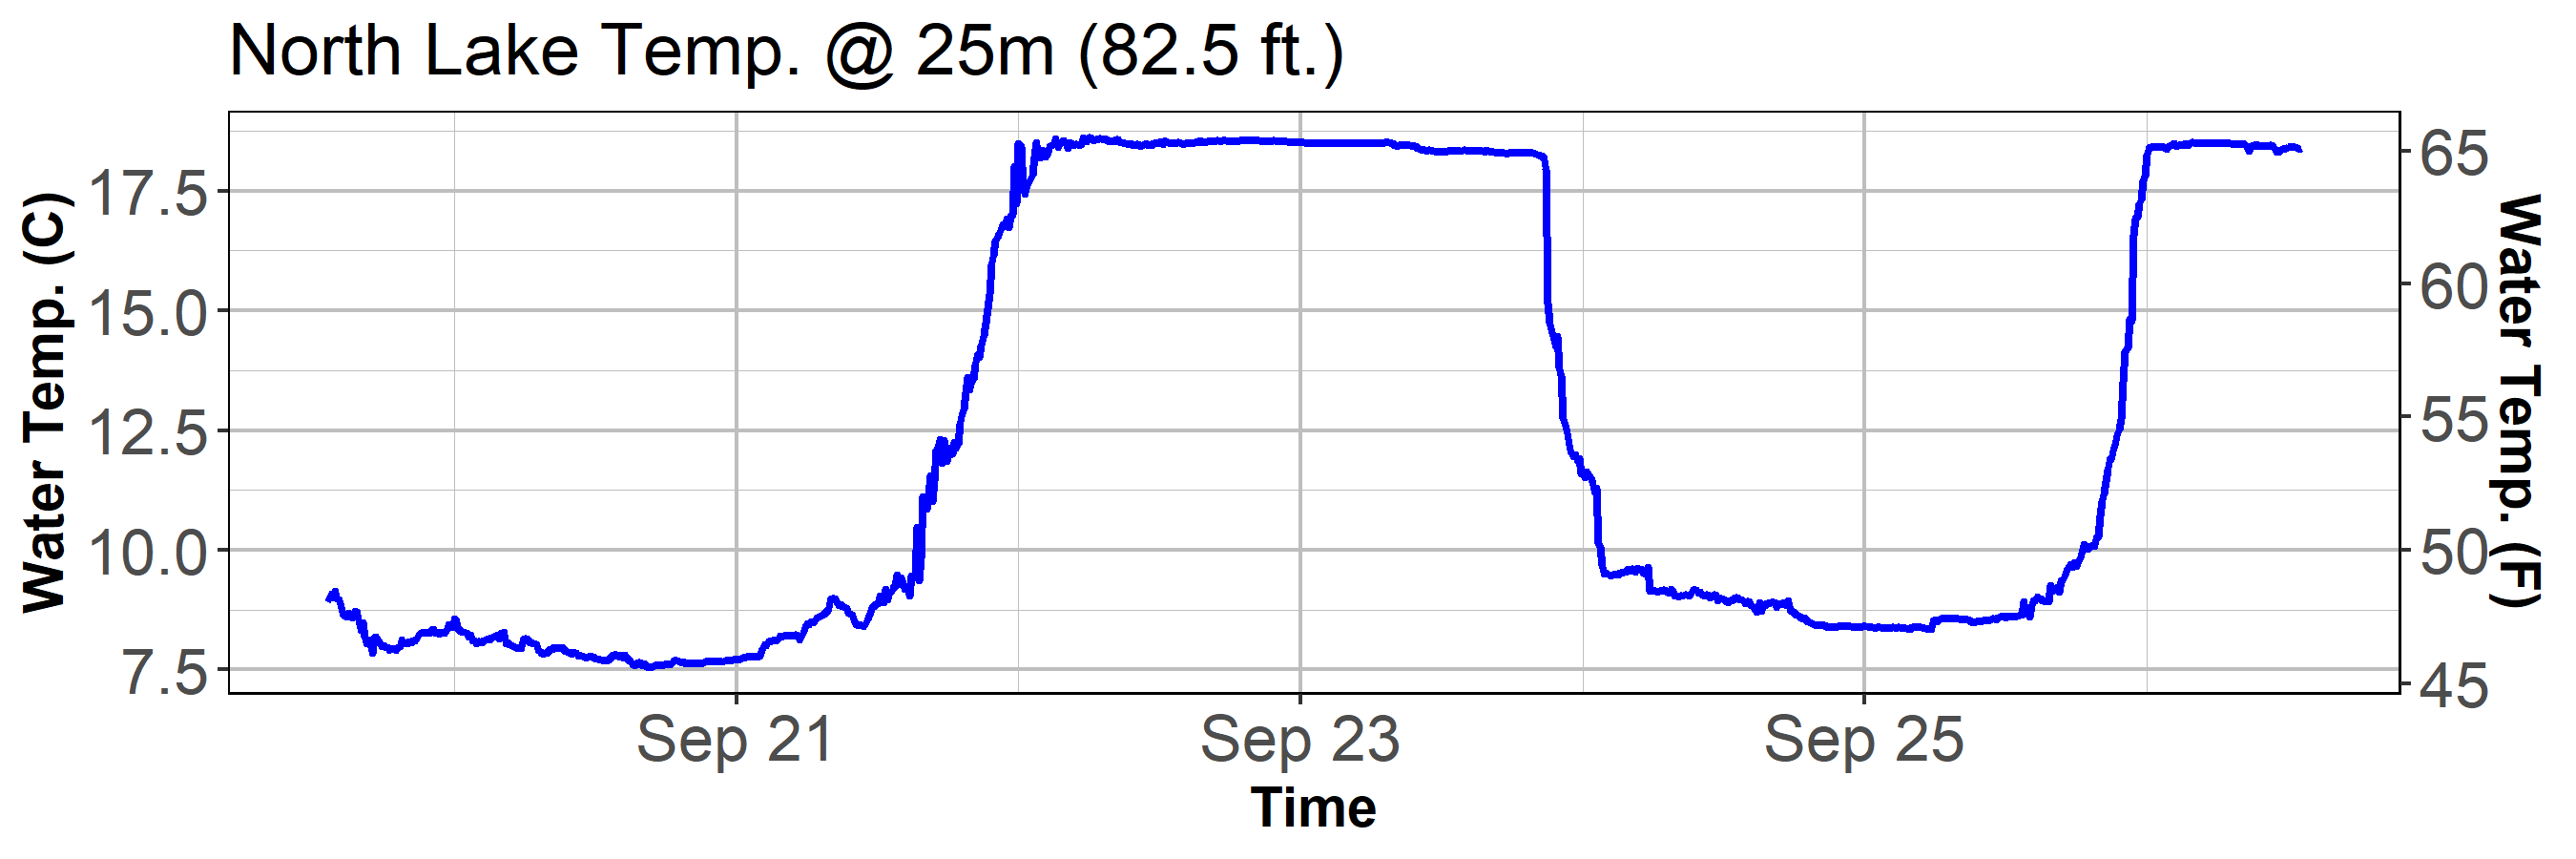 North Lake Temp. @ 25m (82.5 ft.)
Water Temp. (C)
17.5
15.0
12.5
10.0
7.5
65
60
55
50
45
Water Temp. (F)
Sep 21
Sep 23
Sep 25
Time